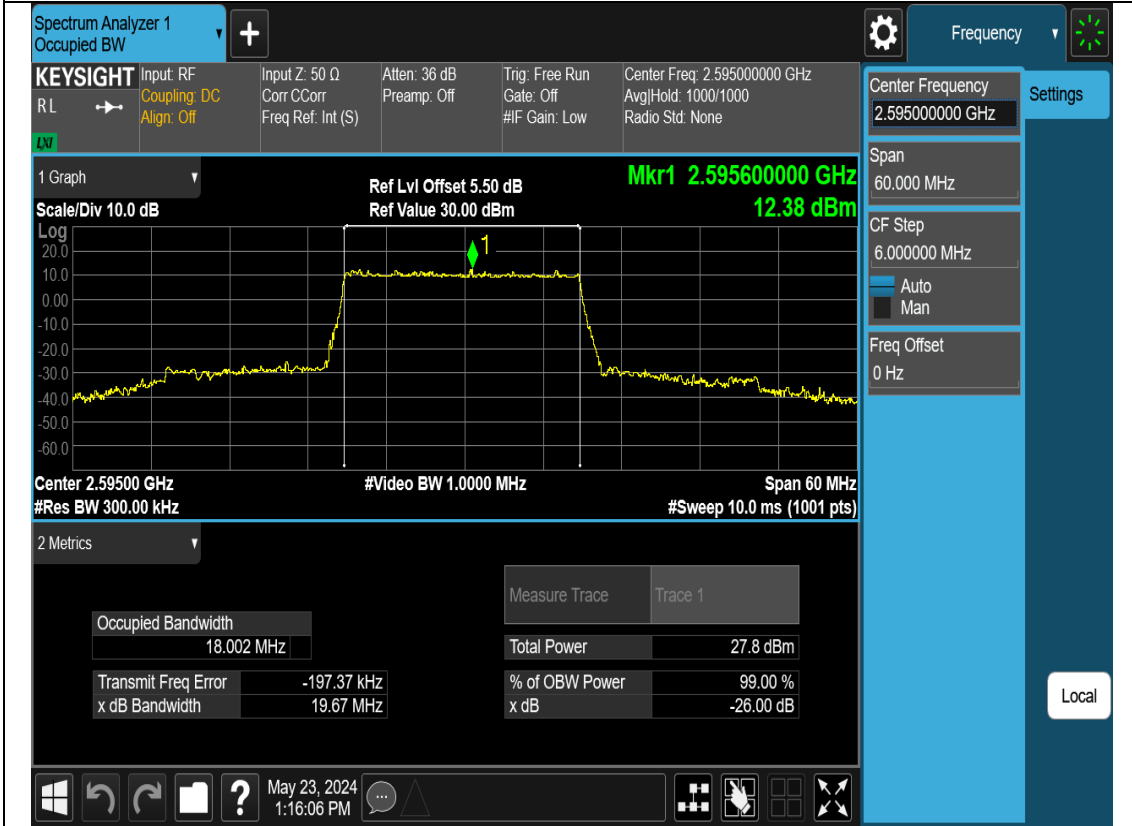 Spectrum Analyzer 1
Occupied BW
Frequency
KEYSIGHT
RL
LXI
Input: RF
Coupling: DC
Align: Off
Input Z: 50 Ω
Corr CCorr
Freq Ref: Int (S)
Atten: 36 dB
Preamp: Off
Trig: Free Run
Gate: Off
#IF Gain: Low
Center Freq: 2.595000000 GHz
Avg|Hold: 1000/1000
Radio Std: None
Center Frequency
2.595000000 GHz
Settings
Span
60.000 MHz
CF Step
6.000000 MHz
Auto
Man
Freq Offset
0 Hz
Local
1 Graph
Scale/Div 10.0 dB
Ref Lvl Offset 5.50 dB
Ref Value 30.00 dBm
Mkr1 2.595600000 GHz
12.38 dBm
Log
1
20.0
10.0
0.00
-10.0
-20.0
-30.0
-40.0
-50.0
-60.0
Center 2.59500 GHz
#Video BW 1.0000 MHz
Span 60 MHz
#Res BW 300.00 kHz
#Sweep 10.0 ms (1001 pts)
2 Metrics
Measure Trace Trace 1
Occupied Bandwidth
18.002 MHz
Total Power 27.8 dBm
Transmit Freq Error -197.37 kHz
% of OBW Power 99.00 %
x dB Bandwidth 19.67 MHz
x dB -26.00 dB
?
May 23, 2024
1:16:06 PM